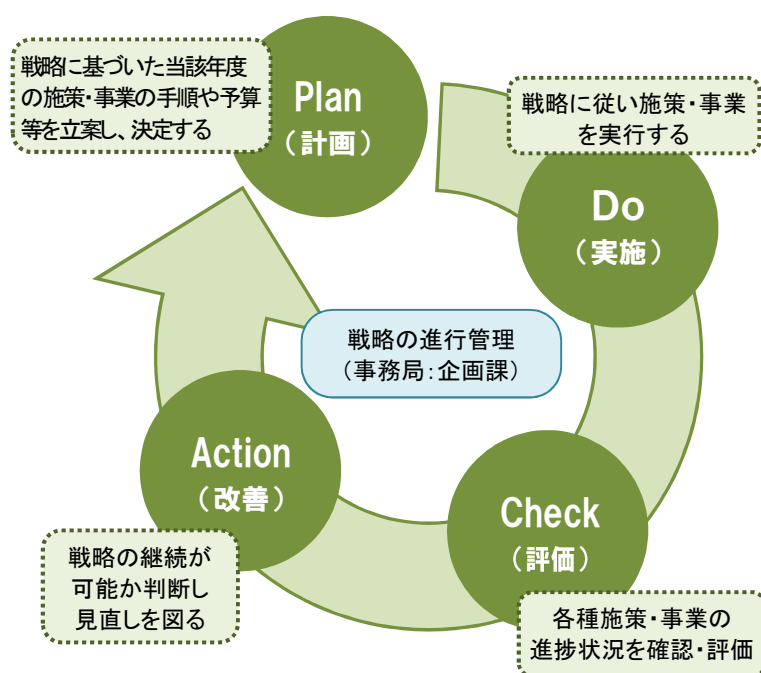 戦略に基づいた当該年度
の施策・事業の手順や予算
等を立案し、決定する
Plan
（計画）
戦略に従い施策・事業
を実行する
Do
（実施）
戦略の進行管理
（事務局：企画課）
Action
（改善）
戦略の継続が
可能か判断し
見直しを図る
Check
（評価）
各種施策・事業の
進捗状況を確認・評価